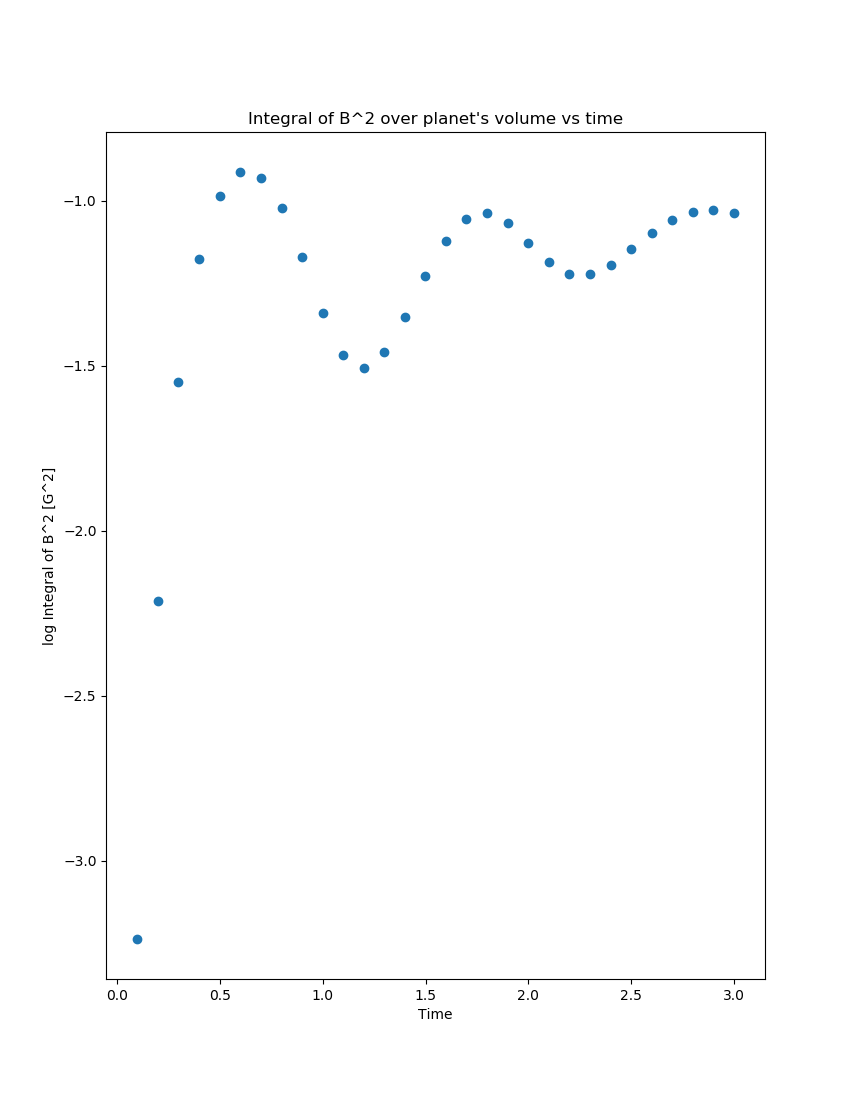 Integral of B^2 over planet's volume vs time
log Integral of B^2 [G^2]
−1.0
−1.5
−2.0
−2.5
−3.0
0.0 0.5 1.0 1.5 2.0 2.5 3.0
Time